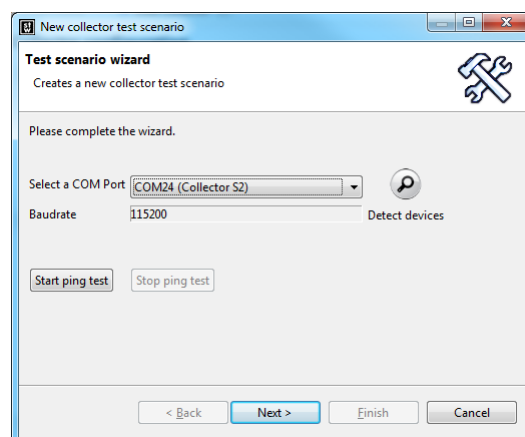 New collector test scenario
Test scenario wizard
Creates a new collector test scenario
Please complete the wizard.
Select a COM Port COM24 (Collector S2)
Baudrate 115200 Detect devices
Start ping test Stop ping test
< Back Next > Finish Cancel